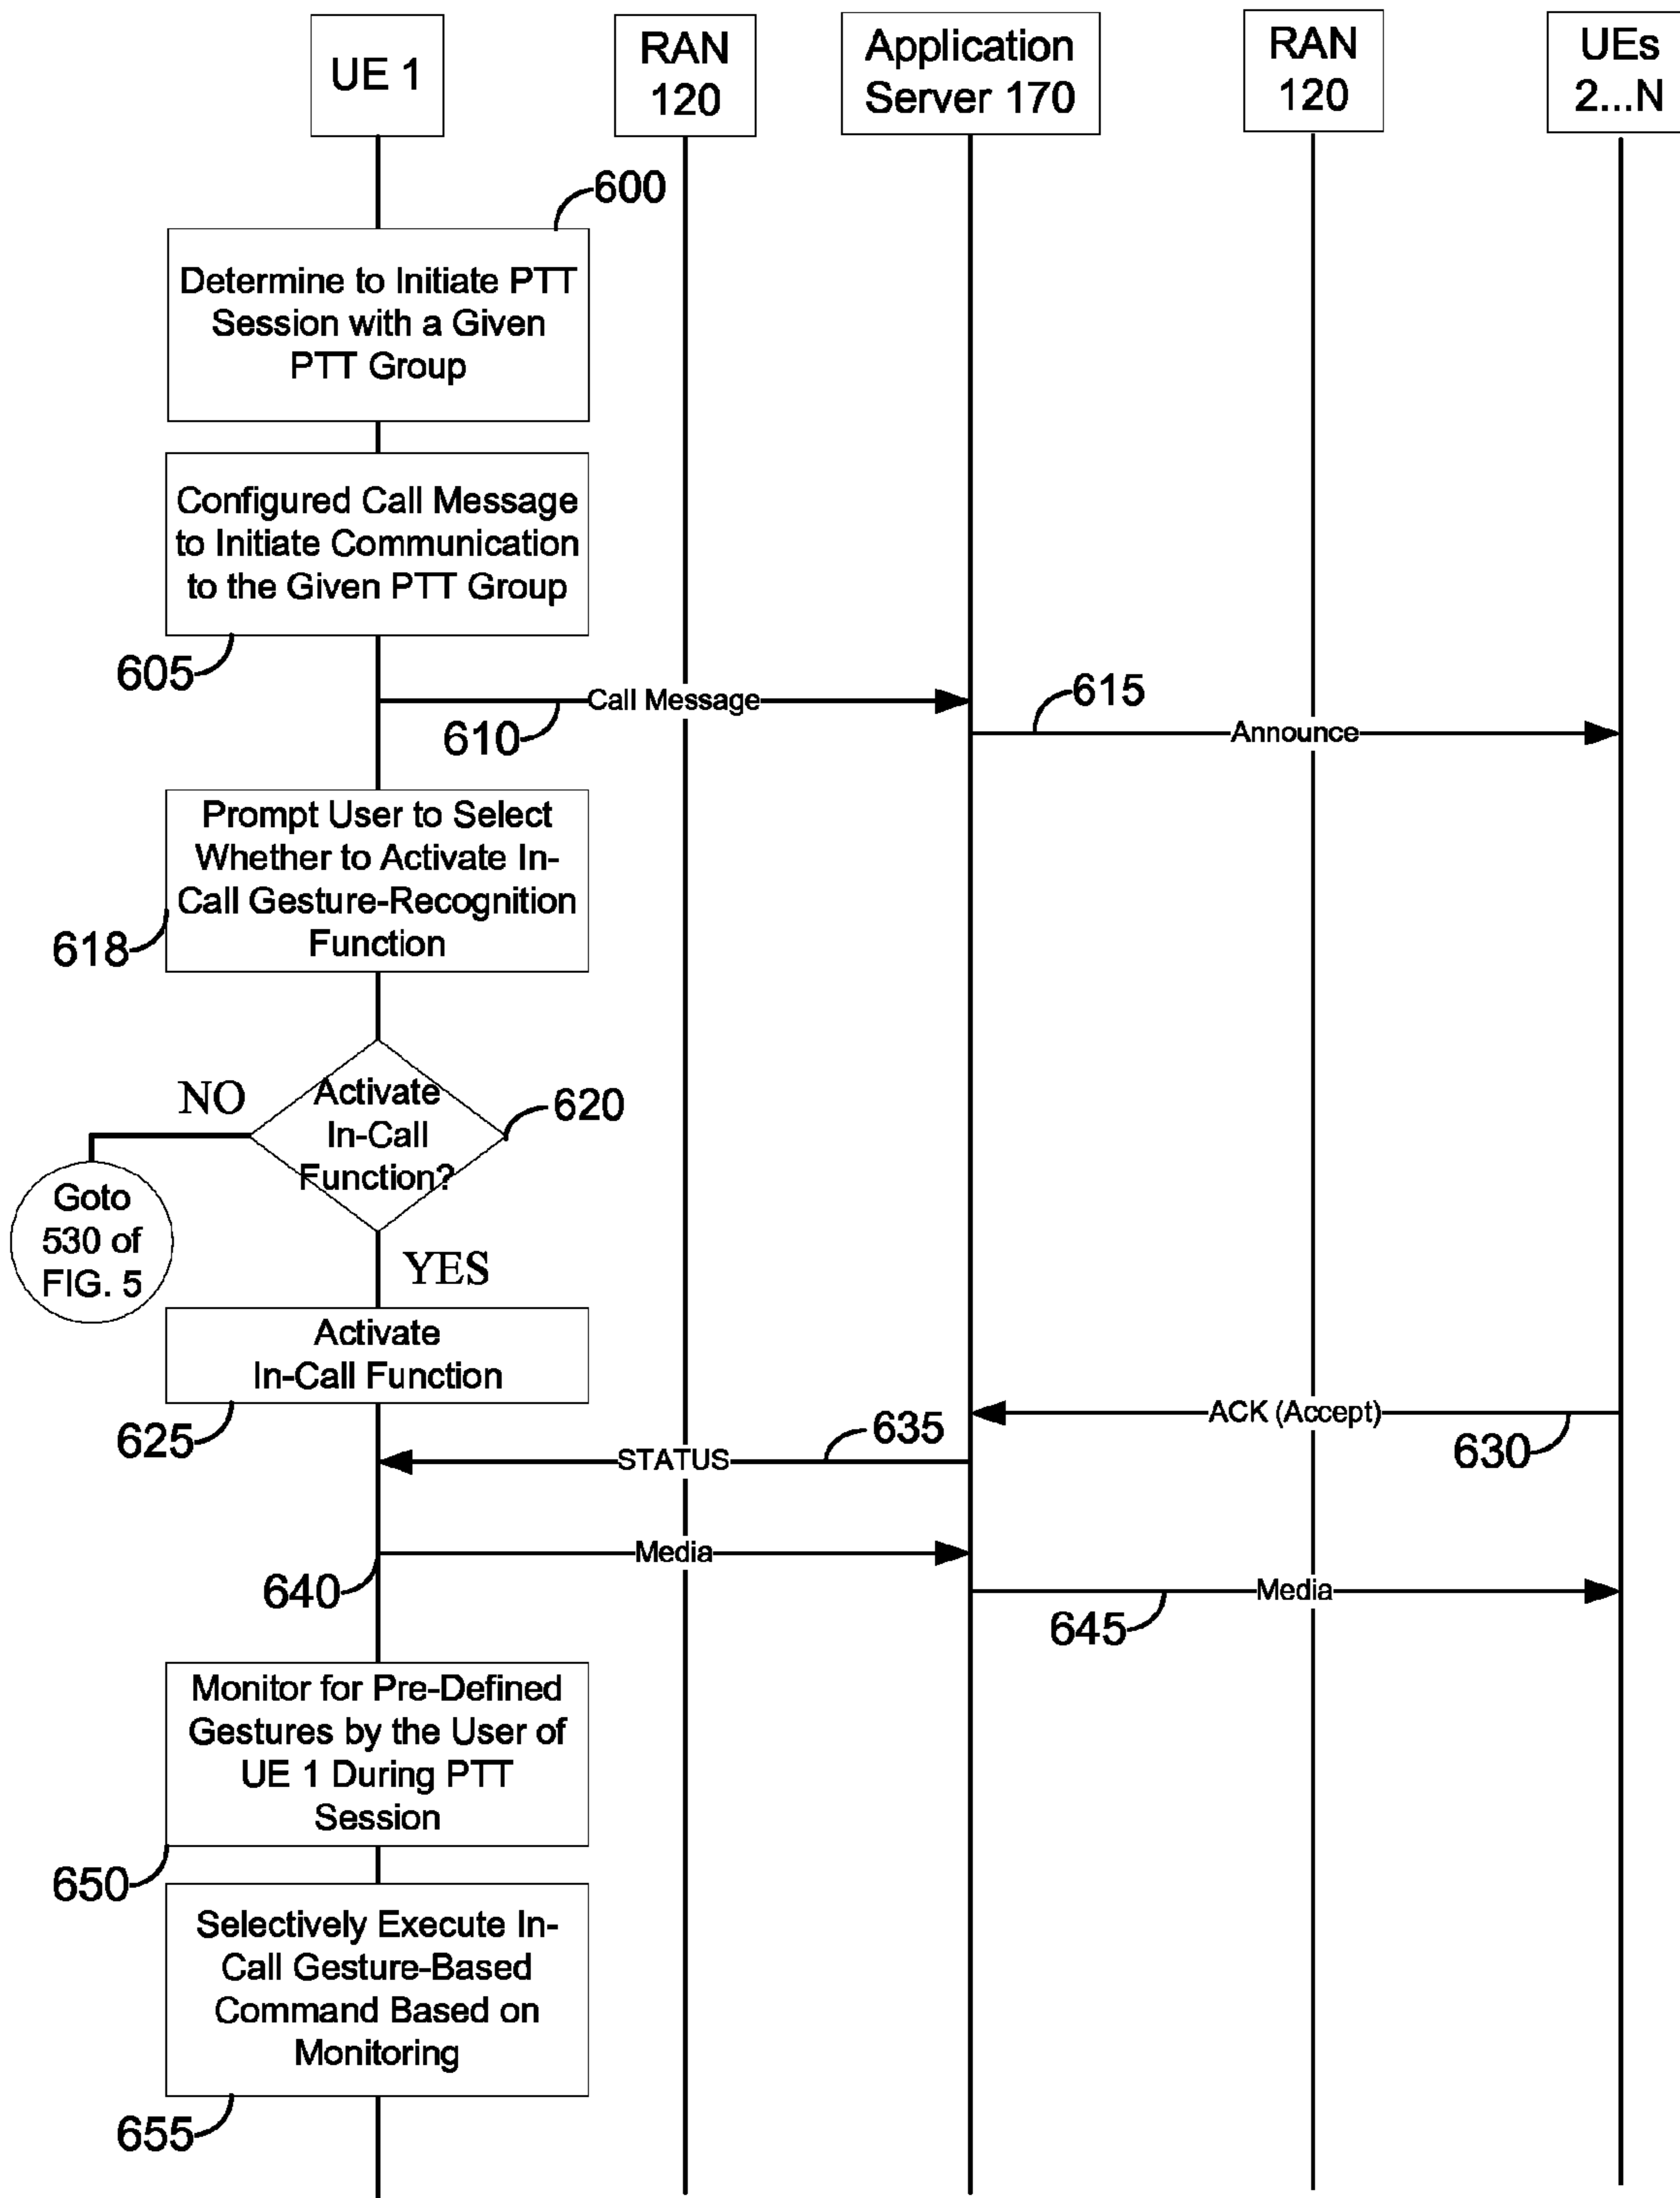 UE 1
RAN
120
Application
Server 170
RAN
120
UEs
2...N
600
Determine to Initiate PTT
Session with a Given
PTT Group
Configured Call Message
to Initiate Communication
to the Given PTT Group
605
Call Message
610
615
Announce
Prompt User to Select
Whether to Activate In-
Call Gesture-Recognition
Function
618
NO
Activate
In-Call
Function?
620
Goto
530 of
FIG. 5
YES
Activate
In-Call Function
625
ACK (Accept)
630
635
STATUS
Media
640
Media
645
Monitor for Pre-Defined
Gestures by the User of
UE 1 During PTT
Session
650
Selectively Execute In-
Call Gesture-Based
Command Based on
Monitoring
655